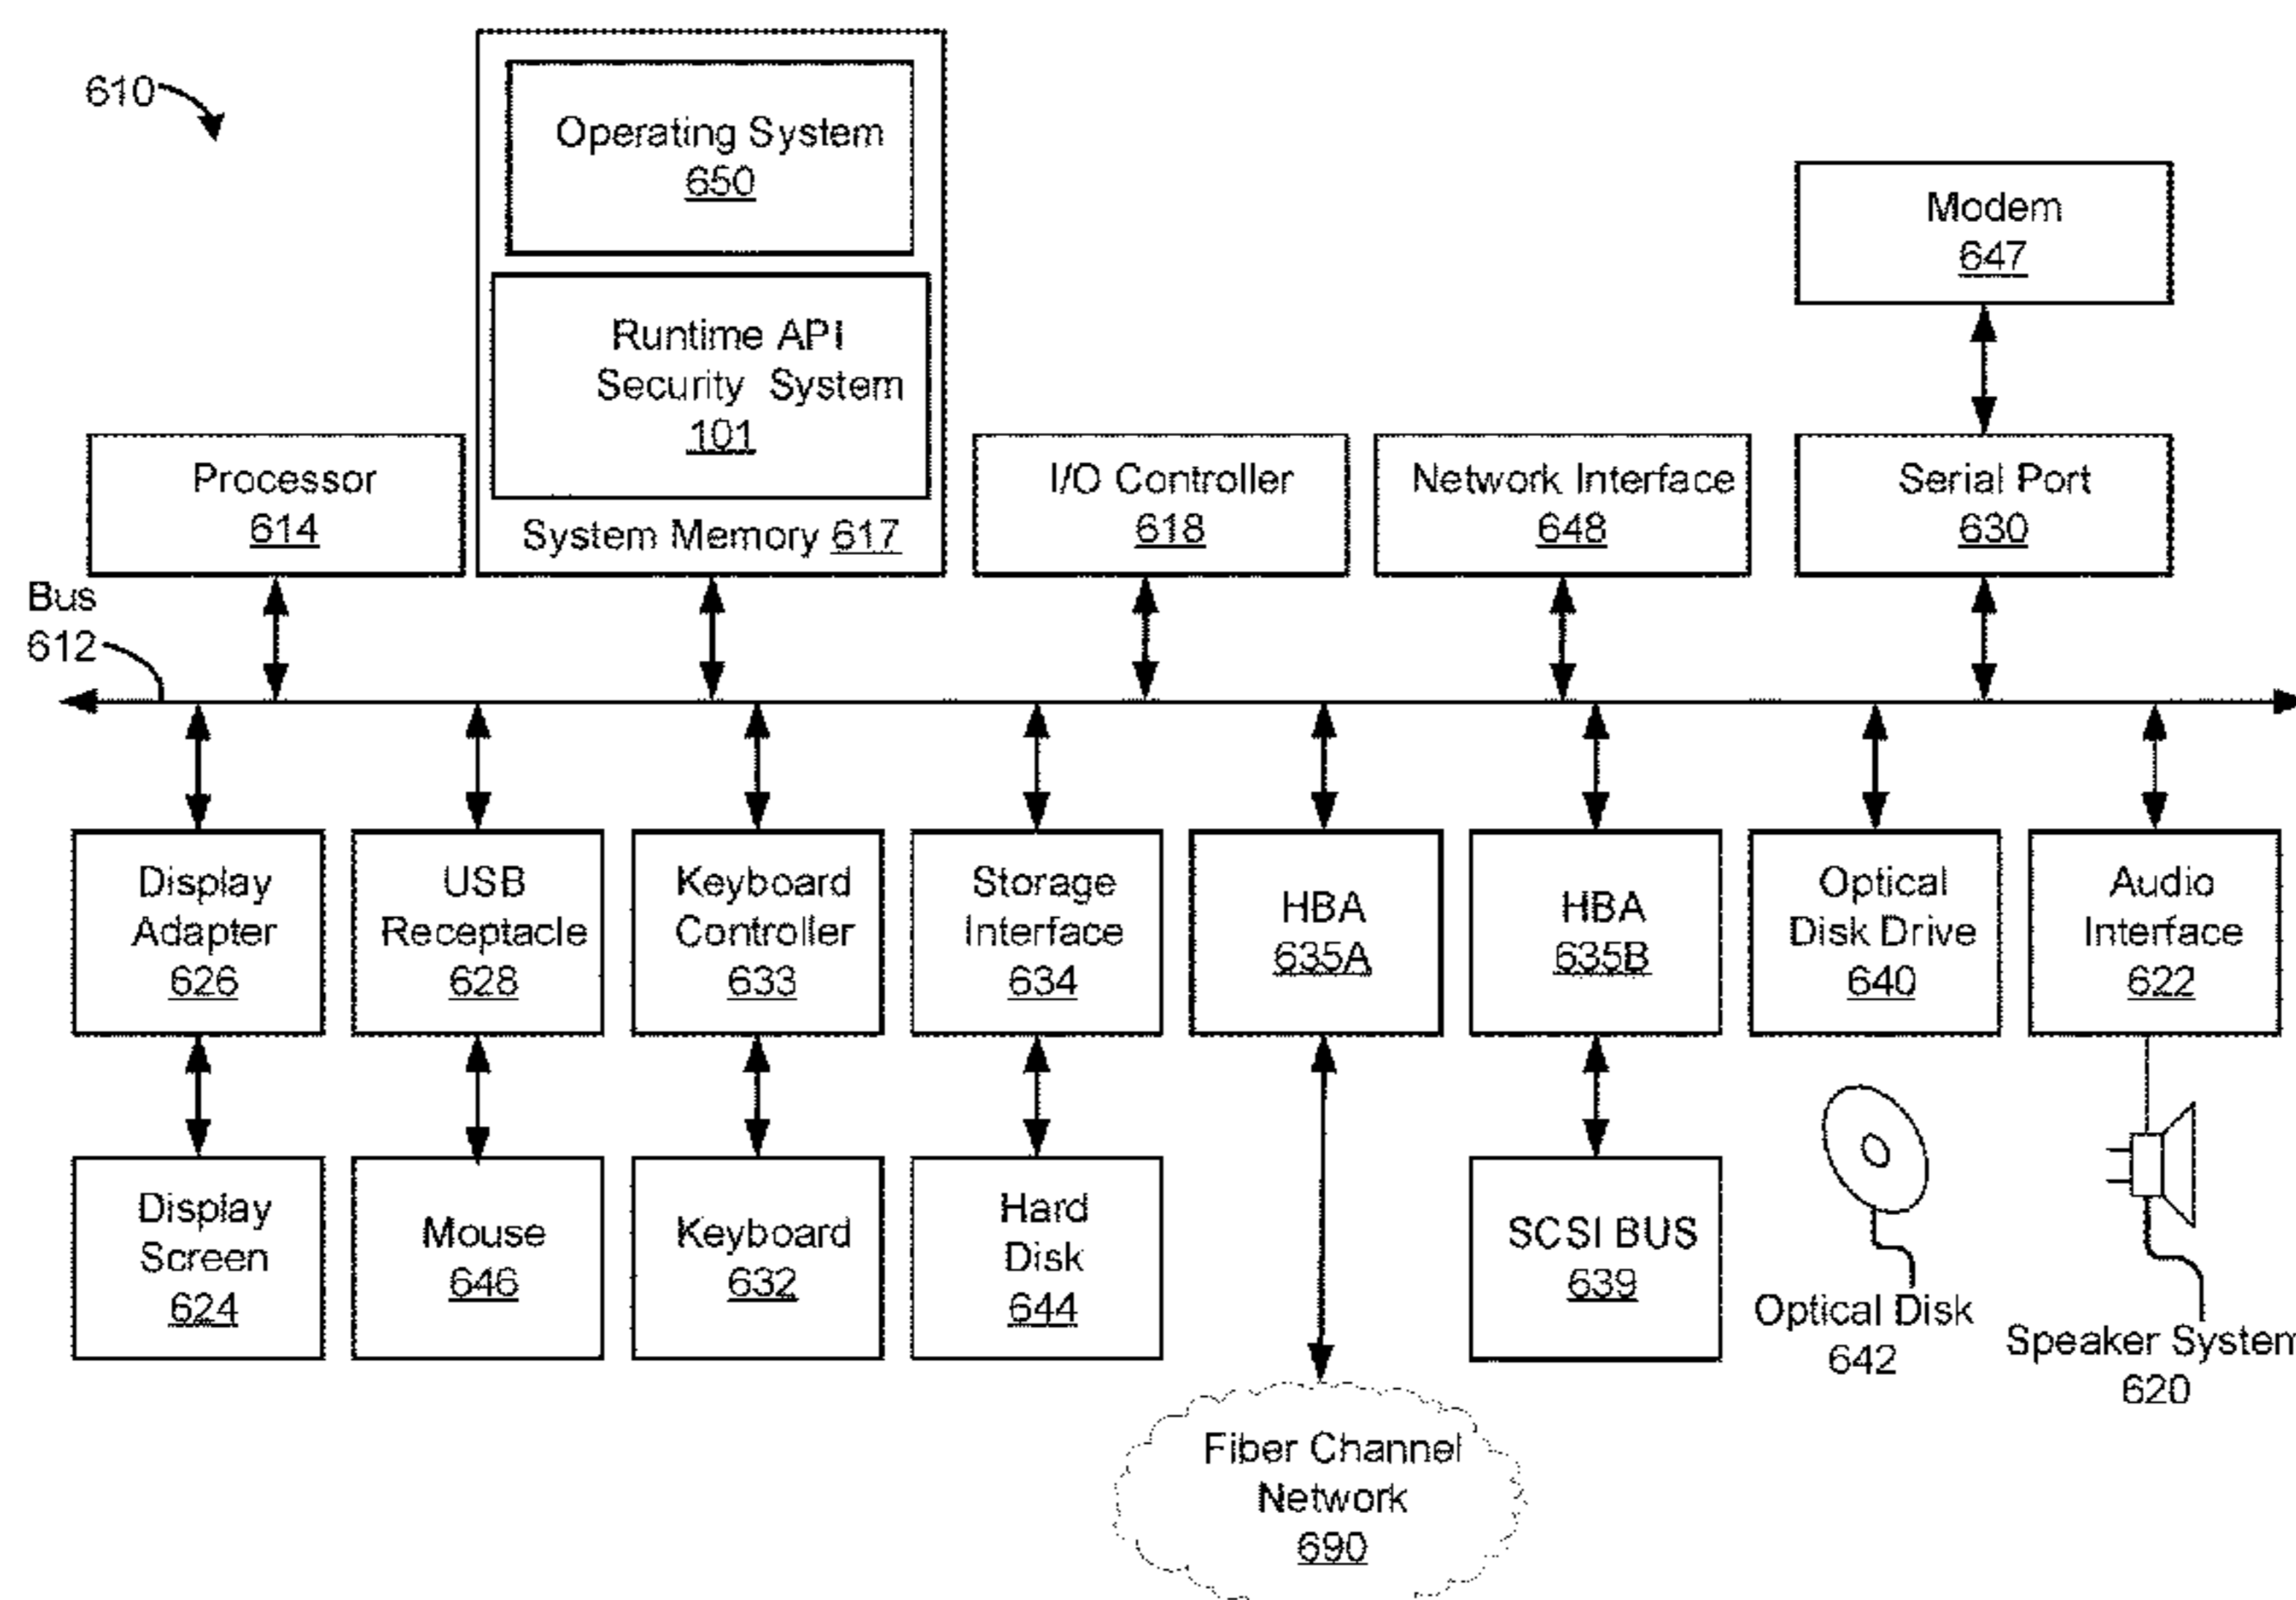 610
Operating System
650
Runtime API
Security System
101
System Memory 617
Modem
647
Processor
614
I/O Controller
618
Network Interface
648
Serial Port
630
Bus
612
Display
Adapter
626
USB
Receptacle
628
Keyboard
Controller
633
Storage
Interface
634
HBA
635A
HBA
635B
Optical
Disk Drive
640
Audio
Interface
622
Display
Screen
624
Mouse
646
Keyboard
632
Hard
Disk
644
SCSI BUS
639
Optical Disk
642
Speaker System
620
Fiber Channel
Network
690